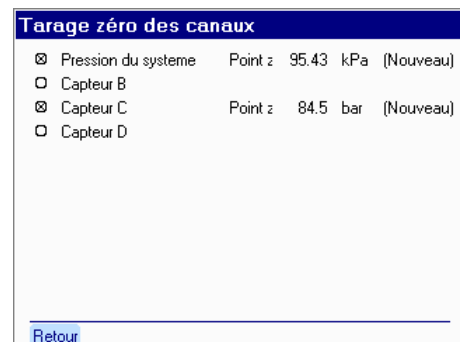 Tarage zéro des canaux
Pression du systeme Point z 95.43 kPa (Nouveau)
Capteur B
Capteur C Point z 84.5 bar (Nouveau)
Capteur D
Retour